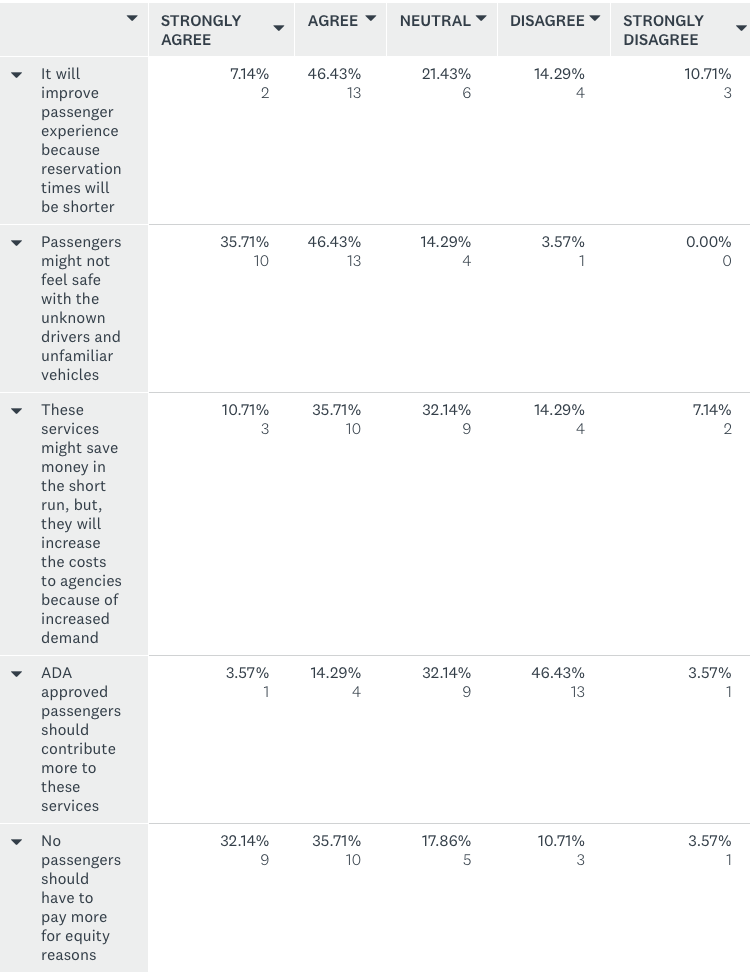 STRONGLY AGREE NEUTRAL DISAGREE STRONGLY
AGREE DISAGREE
It will 7.14% 46.43% 21.43% 14.29% 10.71%
improve 2 13 6 4 3
passenger
experience
because
reservation
times will
be shorter
Passengers 35.71% 46.43% 14.29% 3.57% 0.00%
might not 10 13 4 1 0
feel safe
with the
unknown
drivers and
unfamiliar
vehicles
These 10.71% 35.71% 32.14% 14.29% 7.14%
services 3 10 9 4 2
might save
money in
the short
run, but,
they will
increase
the costs
to agencies
because of
increased
demand
ADA 3.57% 14.29% 32.14% 46.43% 3.57%
approved 1 4 9 13 1
passengers
should
contribute
more to
these
services
No 32.14% 35.71% 17.86% 10.71% 3.57%
passengers 9 10 5 3 1
should
have to
pay more
for equity
reasons